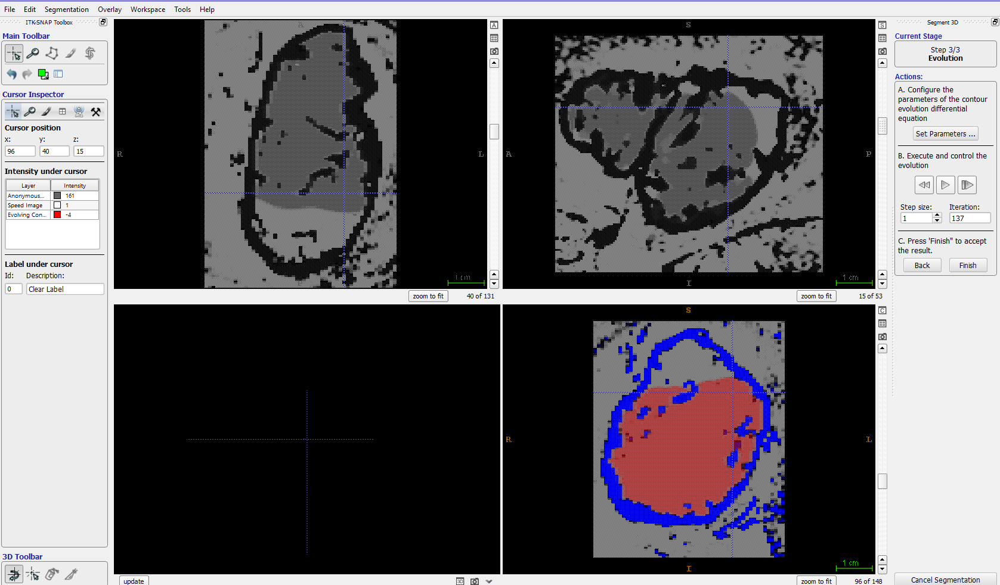 File Edit Segmentation Overlay Workspace Tools Help
ITK-SNAP Toolbox
Main Toolbar
Cursor Inspector
Cursor position
x: y: z:
96 40 15
Intensity under cursor
Layer Intensity
Anonymous... 161
Speed Image 1
Evolving Con... -4
Label under cursor
Id: Description:
0 Clear Label
3D Toolbar
R
L
A
1 cm
zoom to fit 40 of 131
S
A
P
I
S
1 cm
zoom to fit 15 of 53
update
3D
S
R
L
I
C
1 cm
zoom to fit 96 of 148
Segment 3D
Current Stage
Step 3/3
Evolution
Actions:
A. Configure the
parameters of the contour
evolution differential
equation
Set Parameters ...
B. Execute and control the
evolution
Step size: Iteration:
1 137
C. Press 'Finish" to accept
the result.
Back Finish
Cancel Segmentation